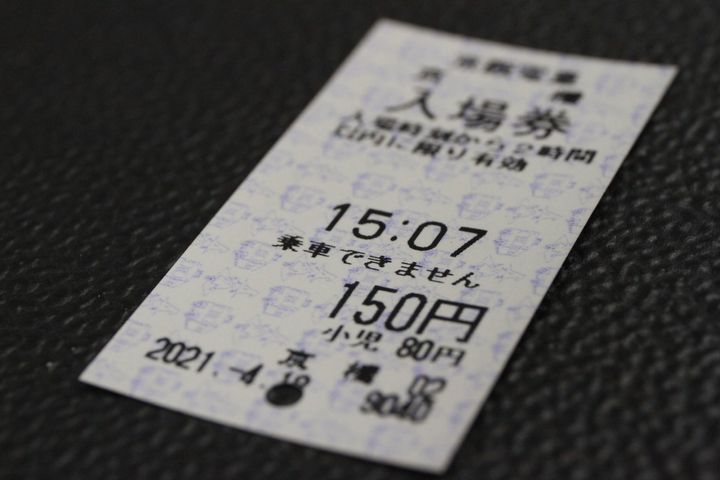 京阪電車
京橋
入場券
入場時刻から2時間
以内に限り有効
15:07
乗車できません
150円
小児 80円
京橋 02
2021.-4.18 9040